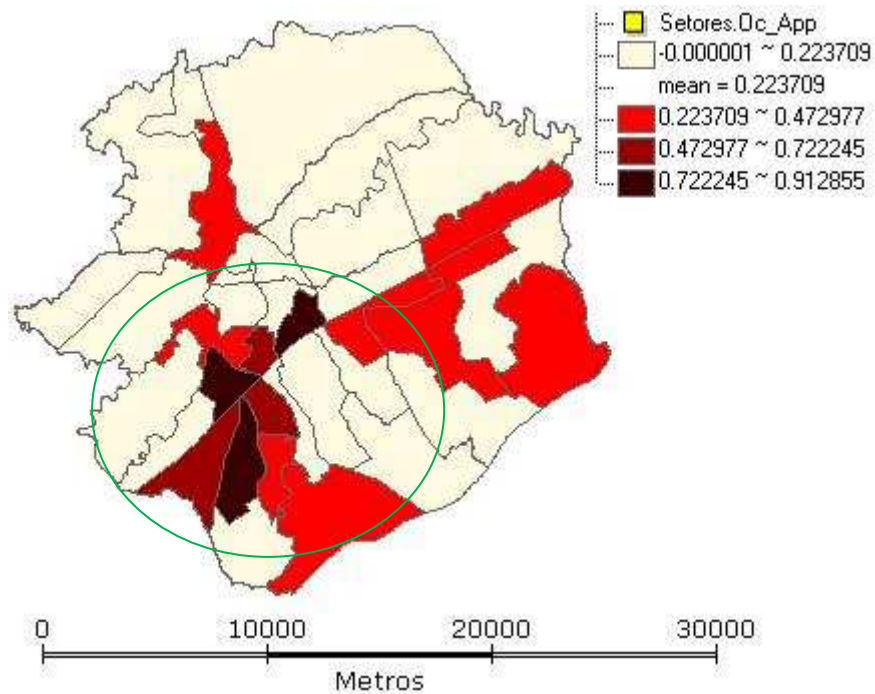 Setores.Oc_App
-0.000001 ~ 0.223709
mean = 0.223709
0.223709 ~ 0.472977
0.472977 ~ 0.722245
0.722245 ~ 0.912855
0 10000 20000 30000
Metros